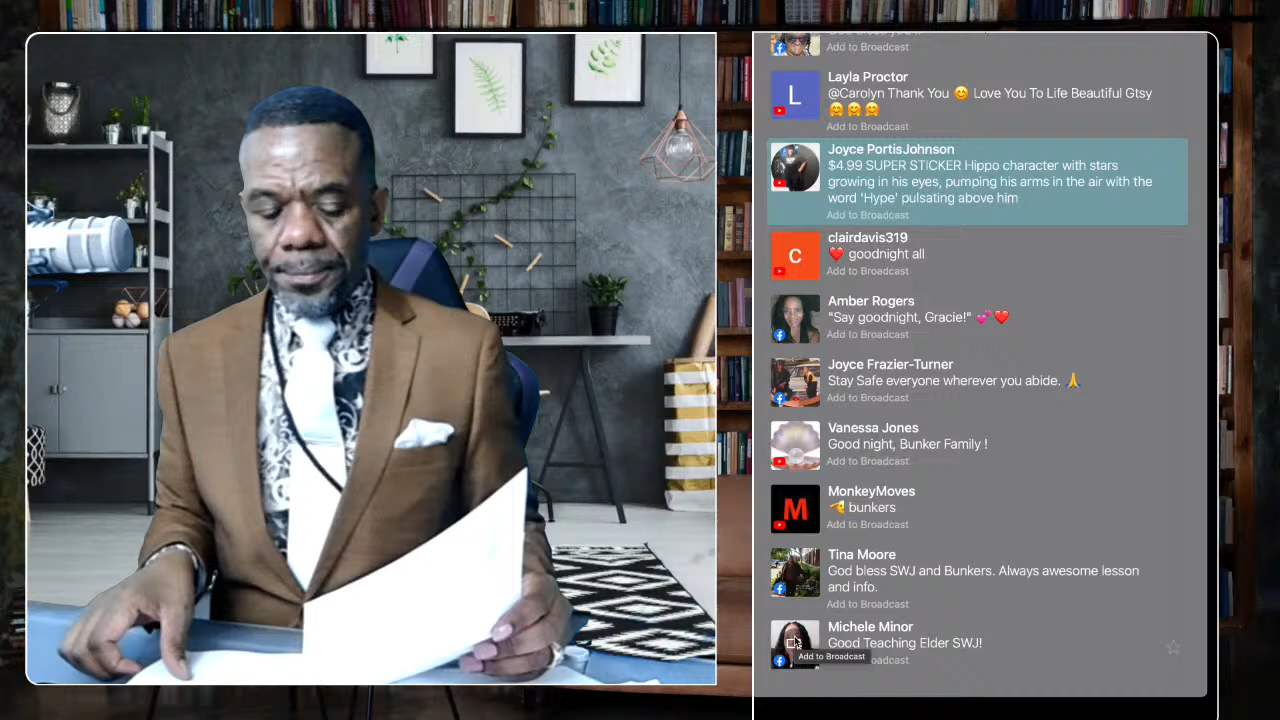 Add to Broadcast
Layla Proctor
@Carolyn Thank You 😊 Love You To Life Beautiful Gtsy
🤗🤗🤗
Add to Broadcast
Joyce PortisJohnson
$4.99 SUPER STICKER Hippo character with stars
growing in his eyes, pumping his arms in the air with the
word 'Hype' pulsating above him
Add to Broadcast
L
clairdavis319
❤️ goodnight all
Add to Broadcast
C
Amber Rogers
"Say goodnight, Gracie!" 💞❤️
Add to Broadcast
Joyce Frazier-Turner
Stay Safe everyone wherever you abide. 🙏
Add to Broadcast
Vanessa Jones
Good night, Bunker Family !
Add to Broadcast
MonkeyMoves
🫡 bunkers
Add to Broadcast
M
Tina Moore
God bless SWJ and Bunkers. Always awesome lesson
and info.
Add to Broadcast
Michele Minor
Good Teaching Elder SWJ!
Add to Broadcast
oadcast